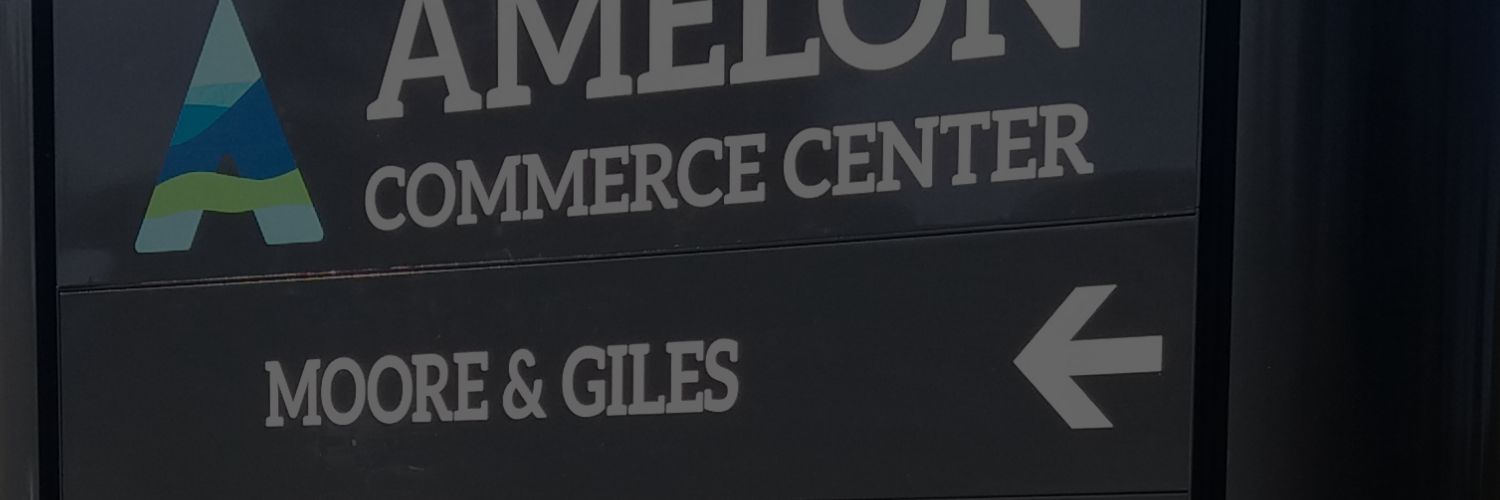 AMELON
COMMERCE CENTER
MOORE & GILES